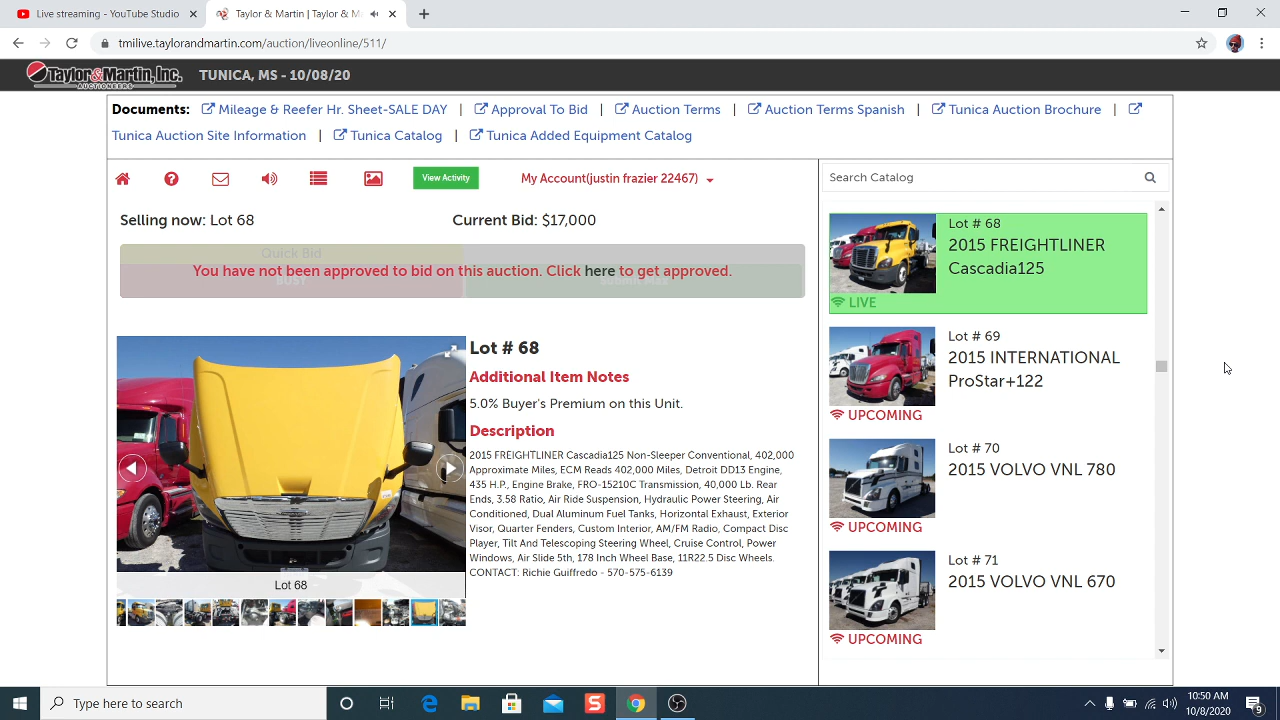 Live streaming - YouTube Studio
Taylor & Martin | Taylor & M
tmilive.taylorandmartin.com/auction/liveonline/511/
Taylor & Martin, Inc.
AUCTIONEERS
TUNICA, MS - 10/08/20
Documents: Mileage & Reefer Hr. Sheet-SALE DAY | Approval To Bid | Auction Terms | Auction Terms Spanish | Tunica Auction Brochure |
Tunica Auction Site Information | Tunica Catalog | Tunica Added Equipment Catalog
View Activity
My Account(justin frazier 22467)
Selling now: Lot 68
Current Bid: $17,000
Quick Bid
You have not been approved to bid on this auction. Click here to get approved.
Lot # 68
Additional Item Notes
5.0% Buyer's Premium on this Unit.
Description
2015 FREIGHTLINER Cascadia125 Non-Sleeper Conventional, 402,000
Approximate Miles, ECM Reads 402,000 Miles, Detroit DD13 Engine,
435 H.P., Engine Brake, FRO-15210C Transmission, 40,000 Lb. Rear
Ends, 3.58 Ratio, Air Ride Suspension, Hydraulic Power Steering, Air
Conditioned, Dual Aluminum Fuel Tanks, Horizontal Exhaust, Exterior
Visor, Quarter Fenders, Custom Interior, AM/FM Radio, Compact Disc
Player, Tilt And Telescoping Steering Wheel, Cruise Control, Power
Windows, Air Slide 5th, 178 Inch Wheel Base, 11R22.5 Disc Wheels.
CONTACT: Richie Guiffredo - 570-575-6139
Lot 68
Search Catalog
Lot # 68
2015 FREIGHTLINER
Cascadia125
LIVE
Lot # 69
2015 INTERNATIONAL
ProStar+122
UPCOMING
Lot # 70
2015 VOLVO VNL 780
UPCOMING
Lot # 71
2015 VOLVO VNL 670
UPCOMING
Type here to search
10:50 AM
10/8/2020
9